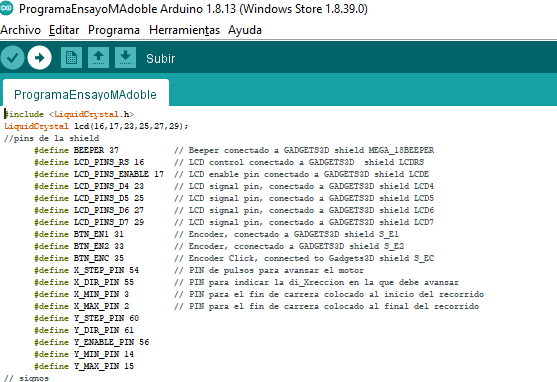 ProgramaEnsayoMAdoble Arduino 1.8.13 (Windows Store 1.8.39.0)
Archivo Editar Programa Herramientas Ayuda
Subir
ProgramaEnsayoMAdoble
#include <LiquidCrystal.h>
LiquidCrystal lcd(16,17,23,25,27,29);
//pins de la shield
#define BEEPER 37 // Beeper conectado a GADGETS3D shield MEGA_18BEEPER
#define LCD_PINS_RS 16 // LCD control conectado a GADGETS3D shield LCDRS
#define LCD_PINS_ENABLE 17 // LCD enable pin conectado a GADGETS3D shield LCDE
#define LCD_PINS_D4 23 // LCD signal pin, conectado a GADGETS3D shield LCD4
#define LCD_PINS_D5 25 // LCD signal pin, conectado a GADGETS3D shield LCD5
#define LCD_PINS_D6 27 // LCD signal pin, conectado a GADGETS3D shield LCD6
#define LCD_PINS_D7 29 // LCD signal pin, conectado a GADGETS3D shield LCD7
#define BTN_EN1 31 // Encoder, conectado a GADGETS3D shield S_E1
#define BTN_EN2 33 // Encoder, cconectado a GADGETS3D shield S_E2
#define BTN_ENC 35 // Encoder Click, connected to Gadgets3D shield S_EC
#define X_STEP_PIN 54 // PIN de pulsos para avansar el motor
#define X_DIR_PIN 55 // PIN para indicar la di_Xreccion en la que debe avanzar
#define X_MIN_PIN 3 // PIN para el fin de carrera colocado al inicio del recorrido
#define X_MAX_PIN 2 // PIN para el fin de carrera colocado al final del recorrido
#define Y_STEP_PIN 60
#define Y_DIR_PIN 61
#define Y_ENABLE_PIN 56
#define Y_MIN_PIN 14
#define Y_MAX_PIN 15
// signos